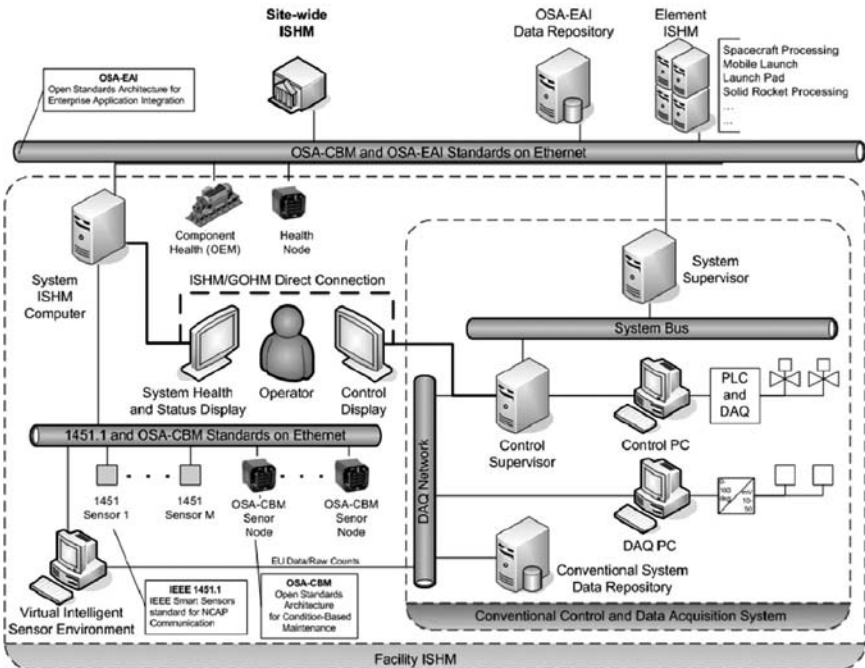 Site-wide
ISHM
OSA-EAI
Data Repository
Element
ISHM
Spacecraft Processing
Mobile Launch
Launch Pad
Solid Rocket Processing
...
...
OSA-EAI
Open Standards Architecture for
Enterprise Application Integration
OSA-CBM and OSA-EAI Standards on Ethernet
Component
Health (OEM)
Health
Node
System
ISHM
Computer
System
Supervisor
ISHM/GOHM Direct Connection
System Bus
System Health
and Status Display
Operator
Control
Display
Control
Supervisor
Control PC
PLC
and
DAQ
1451.1 and OSA-CBM Standards on Ethernet
DAQ Network
1451
Sensor 1
1451
Sensor M
OSA-CBM
Senor
Node
OSA-CBM
Senor
Node
DAQ PC
mV
10-
50
EU Data/Raw Counts
Conventional System
Data Repository
Virtual Intelligent
Sensor Environment
IEEE 1451.1
IEEE Smart Sensors
standard for NCAP
Communication
OSA-CBM
Open Standards
Architecture
for Condition-Based
Maintenance
Conventional Control and Data Acquisition System
Facility ISHM